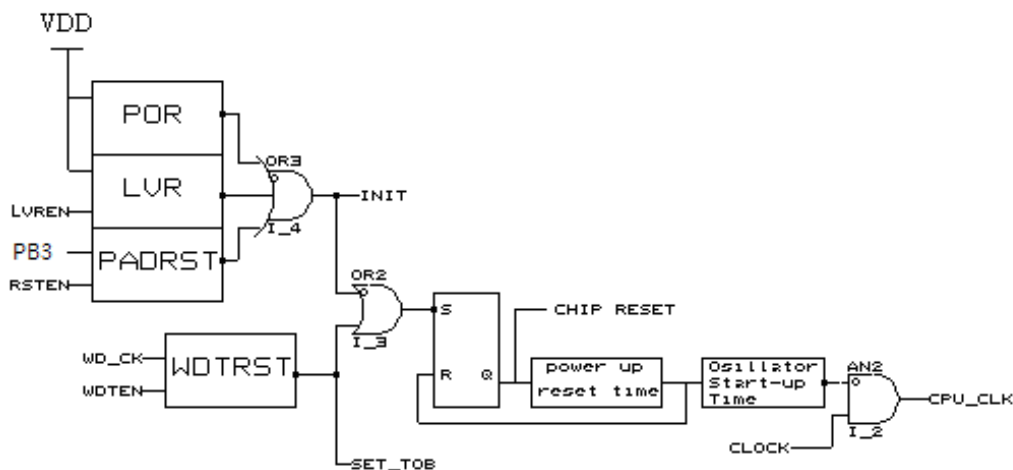 VDD
POR
LVR
LVREN
PB3
PADRST
RSTEN
OR3
I_4
INIT
OR2
I_3
WD_CK
WDTEN
WDTRST
SET_TOB
S
R Q
CHIP RESET
power up
reset time
Osillator
Start-up
Time
AN2
I_2
CLOCK
CPU_CLK